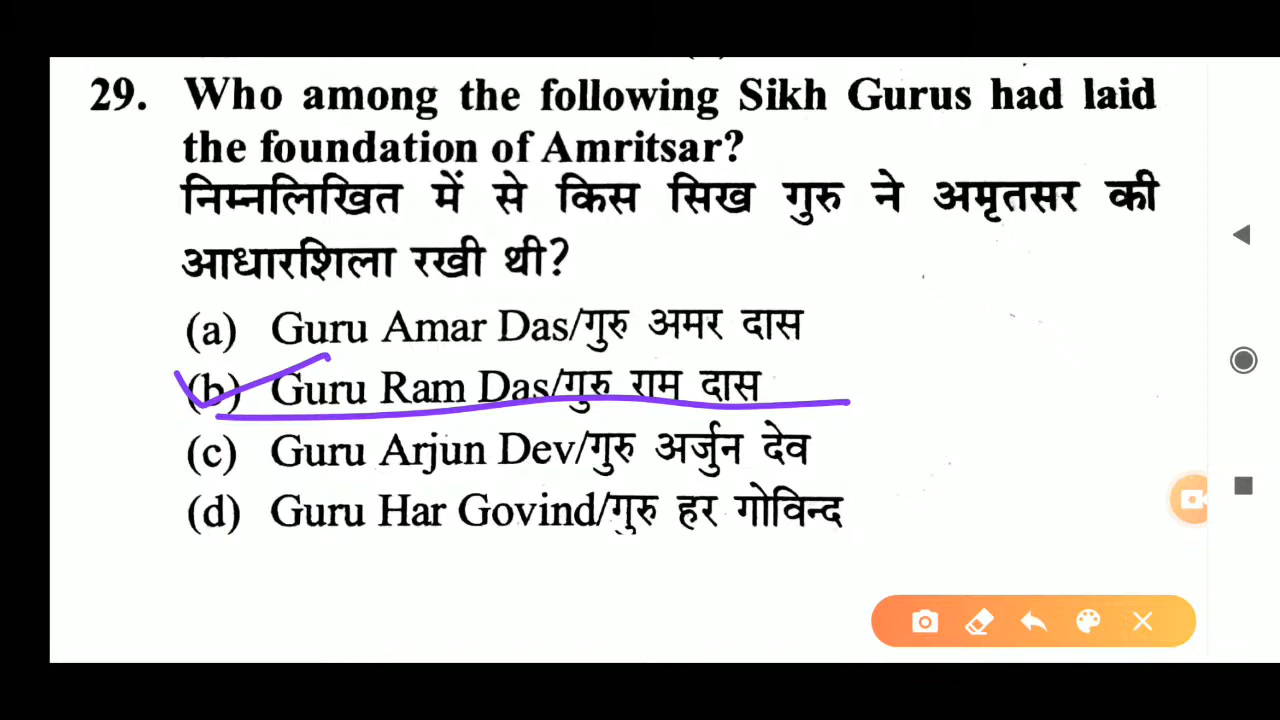 29. Who among the following Sikh Gurus had laid
the foundation of Amritsar?
निम्नलिखित में से किस सिख गुरु ने अमृतसर की
आधारशिला रखी थी?
(a) Guru Amar Das/गुरु अमर दास
(b) Guru Ram Das/गुरु राम दास
(c) Guru Arjun Dev/गुरु अर्जुन देव
(d) Guru Har Govind/गुरु हर गोविन्द